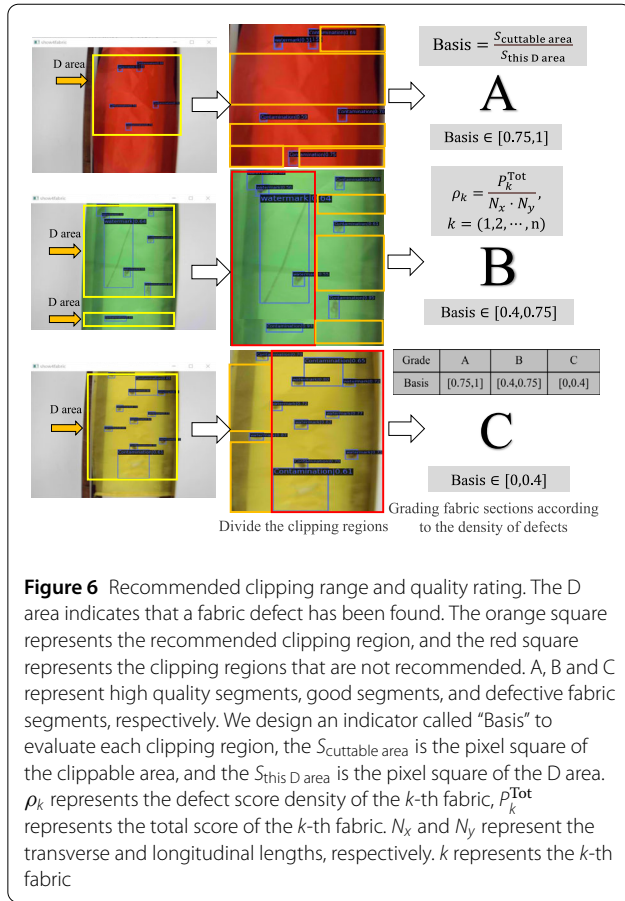 D area
Basis = S_cuttable area / S_this D area
A
Basis ∈ [0.75,1]
D area
watermark|0.64
D area
ρ_k = P_k^Tot / (N_x · N_y),
k = (1,2,⋯,n)
B
Basis ∈ [0.4,0.75]
D area
Contamination|0.61
Grade A B C
Basis [0.75,1] [0.4,0.75] [0,0.4]
C
Basis ∈ [0,0.4]
Divide the clipping regions
Grading fabric sections according
to the density of defects
Figure 6 Recommended clipping range and quality rating. The D
area indicates that a fabric defect has been found. The orange square
represents the recommended clipping region, and the red square
represents the clipping regions that are not recommended. A, B and C
represent high quality segments, good segments, and defective fabric
segments, respectively. We design an indicator called “Basis” to
evaluate each clipping region, the S_cuttable area is the pixel square of
the clippable area, and the S_this D area is the pixel square of the D area.
ρ_k represents the defect score density of the k-th fabric, P_k^Tot
represents the total score of the k-th fabric. N_x and N_y represent the
transverse and longitudinal lengths, respectively. k represents the k-th
fabric